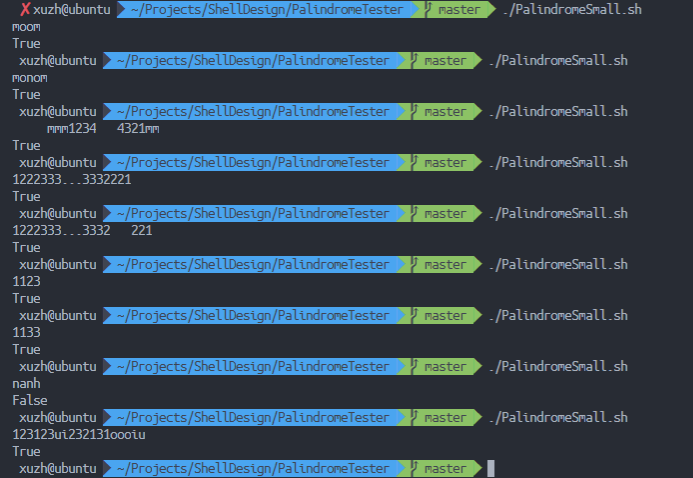 ✗ xuzh@ubuntu ~/Projects/ShellDesign/PalindromeTester master ./PalindromeSmall.sh
moom
True
xuzh@ubuntu ~/Projects/ShellDesign/PalindromeTester master ./PalindromeSmall.sh
monom
True
xuzh@ubuntu ~/Projects/ShellDesign/PalindromeTester master ./PalindromeSmall.sh
     mmm1234   4321mm
True
xuzh@ubuntu ~/Projects/ShellDesign/PalindromeTester master ./PalindromeSmall.sh
1222333...3332221
True
xuzh@ubuntu ~/Projects/ShellDesign/PalindromeTester master ./PalindromeSmall.sh
1222333...3332   221
True
xuzh@ubuntu ~/Projects/ShellDesign/PalindromeTester master ./PalindromeSmall.sh
1123
True
xuzh@ubuntu ~/Projects/ShellDesign/PalindromeTester master ./PalindromeSmall.sh
1133
True
xuzh@ubuntu ~/Projects/ShellDesign/PalindromeTester master ./PalindromeSmall.sh
nanh
False
xuzh@ubuntu ~/Projects/ShellDesign/PalindromeTester master ./PalindromeSmall.sh
123123ui232131oooiu
True
xuzh@ubuntu ~/Projects/ShellDesign/PalindromeTester master